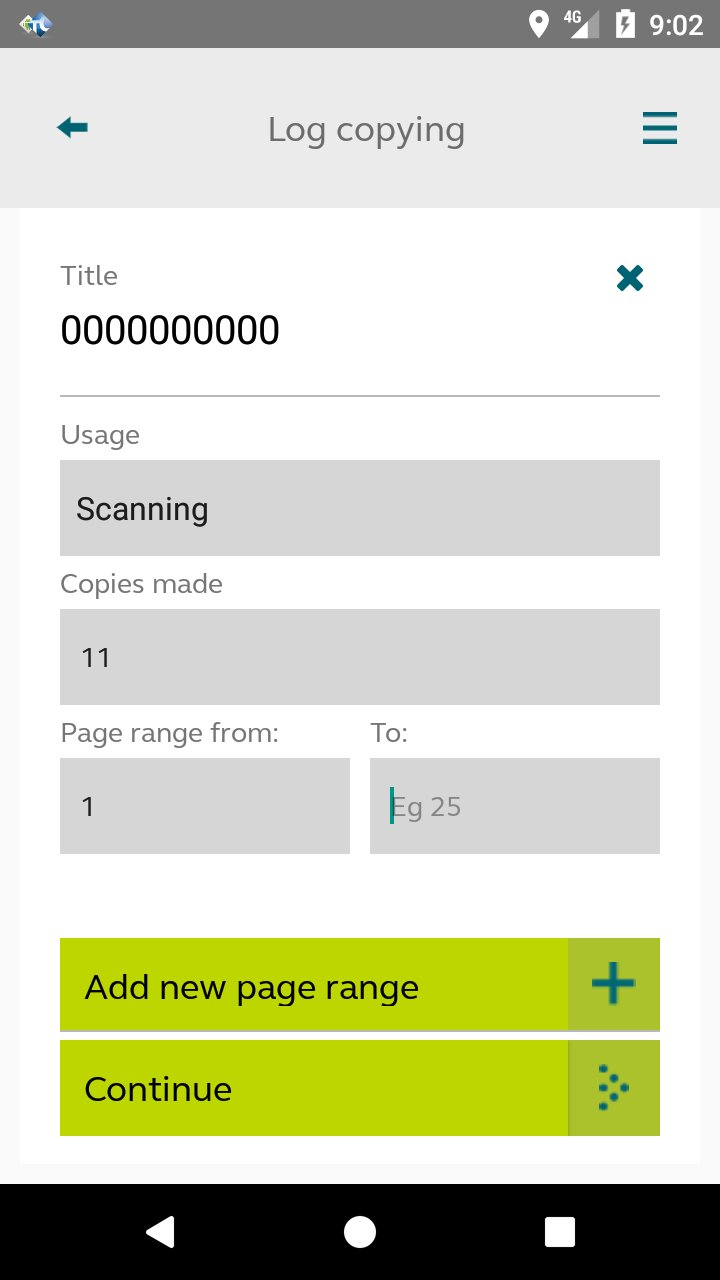 4G 9:02
Log copying
Title
0000000000
Usage
Scanning
Copies made
11
Page range from: To:
1 Eg 25
Add new page range
Continue